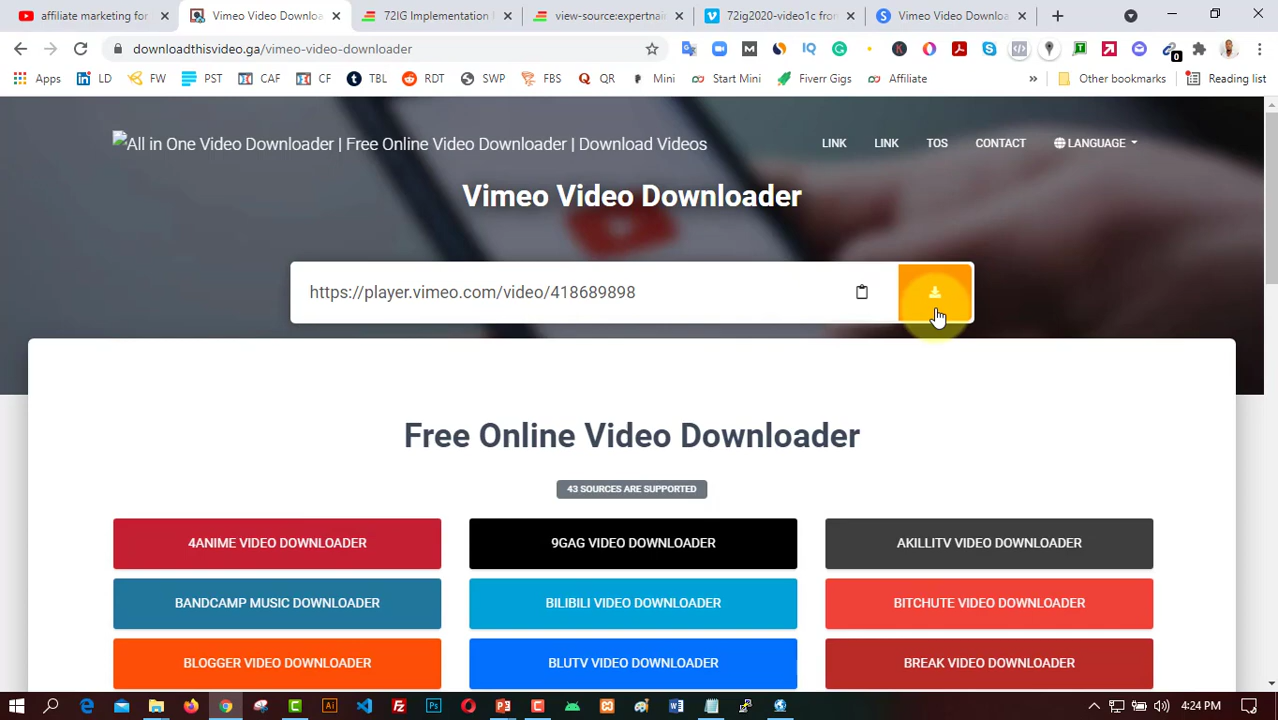 affiliate marketing for
Vimeo Video Downloa
72IG Implementation
view-source:expertnai
72ig2020-video1c fro
Vimeo Video Downloa
downloadthisvideo.ga/vimeo-video-downloader
Apps LD FW PST CAF CF TBL RDT SWP FBS QR Mini Start Mini Fiverr Gigs Affiliate » Other bookmarks Reading list
All in One Video Downloader | Free Online Video Downloader | Download Videos
LINK LINK TOS CONTACT LANGUAGE
Vimeo Video Downloader
https://player.vimeo.com/video/418689898
Free Online Video Downloader
43 SOURCES ARE SUPPORTED
4ANIME VIDEO DOWNLOADER 9GAG VIDEO DOWNLOADER AKILLITV VIDEO DOWNLOADER
BANDCAMP MUSIC DOWNLOADER BILIBILI VIDEO DOWNLOADER BITCHUTE VIDEO DOWNLOADER
BLOGGER VIDEO DOWNLOADER BLUTV VIDEO DOWNLOADER BREAK VIDEO DOWNLOADER
4:24 PM